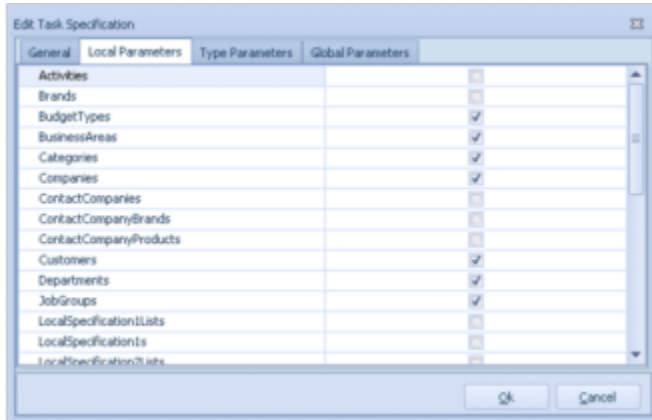 Edit Task Specification
General Local Parameters Type Parameters Global Parameters
Activities
Brands
BudgetTypes
BusinessAreas
Categories
Companies
ContactCompanies
ContactCompanyBrands
ContactCompanyProducts
Customers
Departments
JobGroups
LocalSpecification1Lists
LocalSpecification1s
LocalSpecification2Lists
Ok Cancel